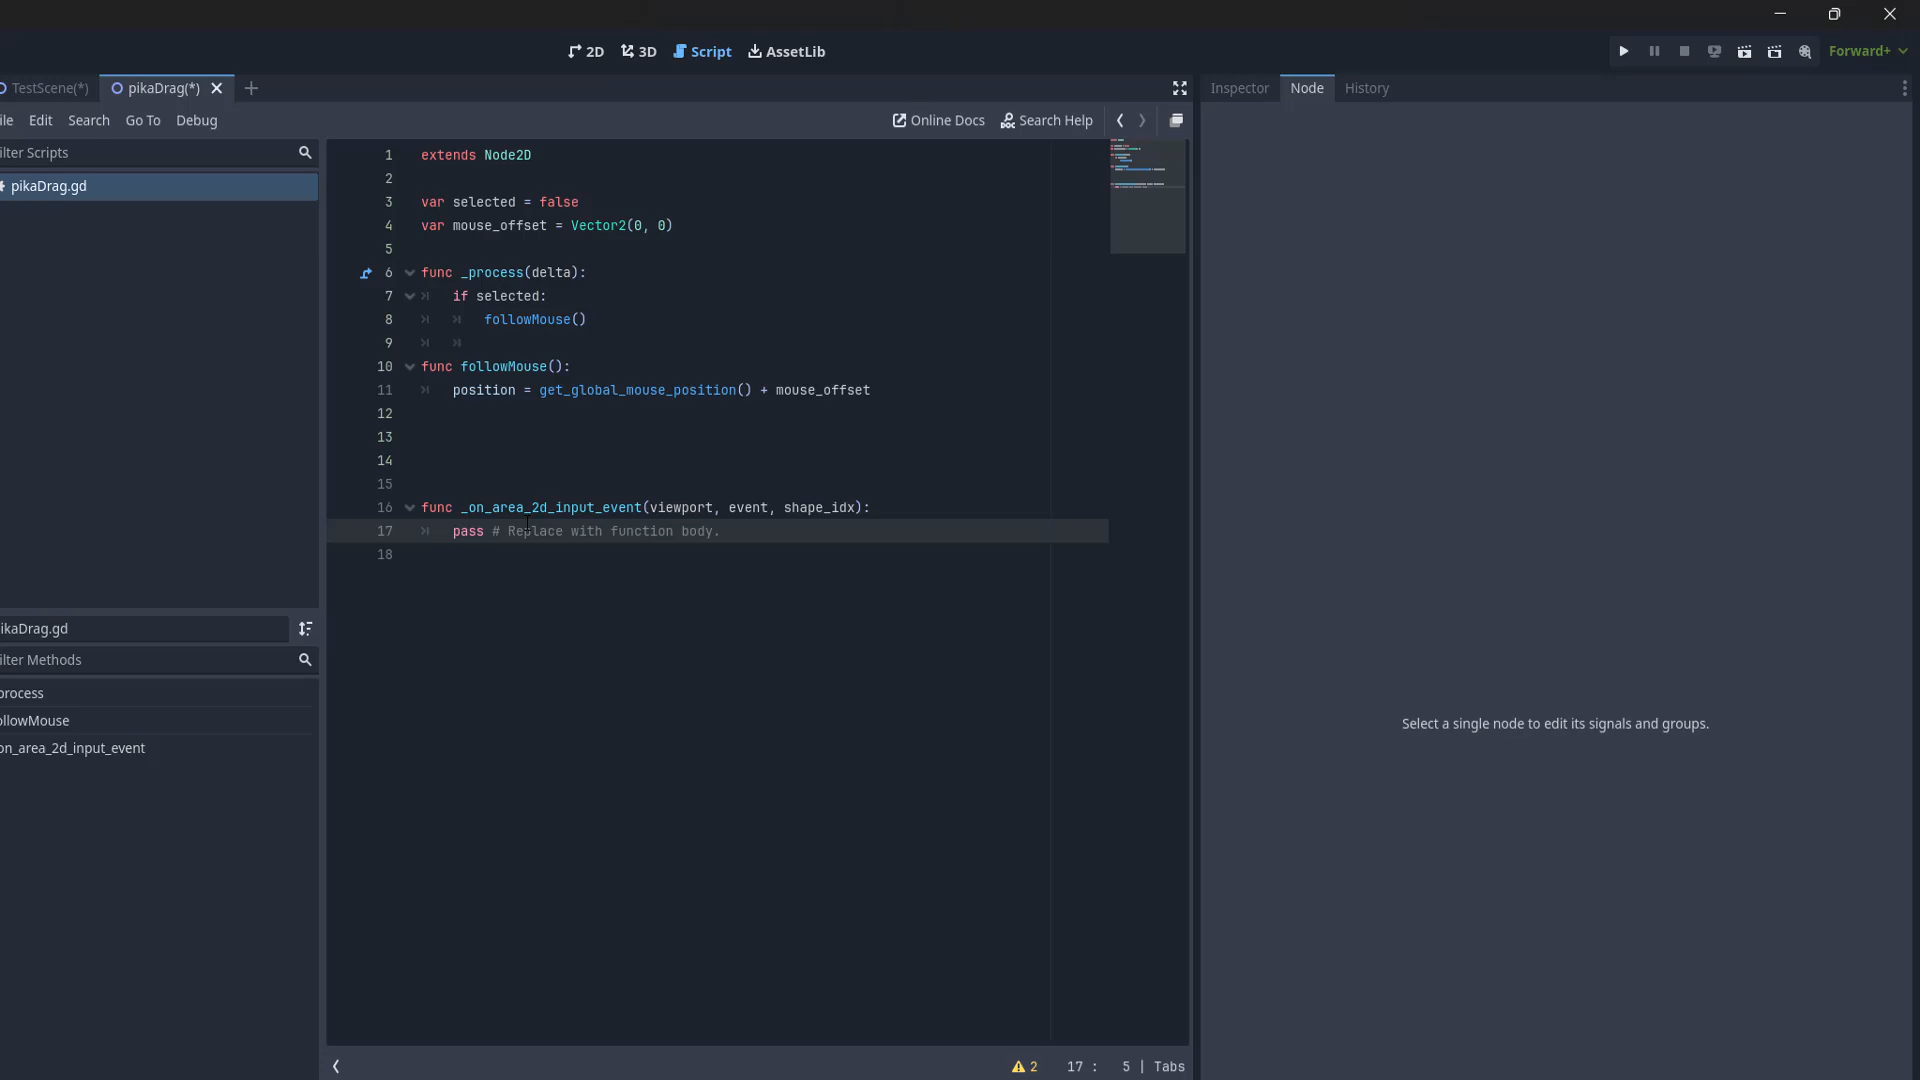 2D 3D Script AssetLib Forward+
TestScene(*) pikaDrag(*) Inspector Node History
ile Edit Search Go To Debug Online Docs Search Help
ilter Scripts
pikaDrag.gd
1 extends Node2D
2
3 var selected = false
4 var mouse_offset = Vector2(0, 0)
5
6 func _process(delta):
7 if selected:
8 followMouse()
9
10 func followMouse():
11 position = get_global_mouse_position() + mouse_offset
12
13
14
15
16 func _on_area_2d_input_event(viewport, event, shape_idx):
17 pass # Replace with function body.
18
ikaDrag.gd
ilter Methods
process
ollowMouse
on_area_2d_input_event
Select a single node to edit its signals and groups.
2 17 : 5 | Tabs